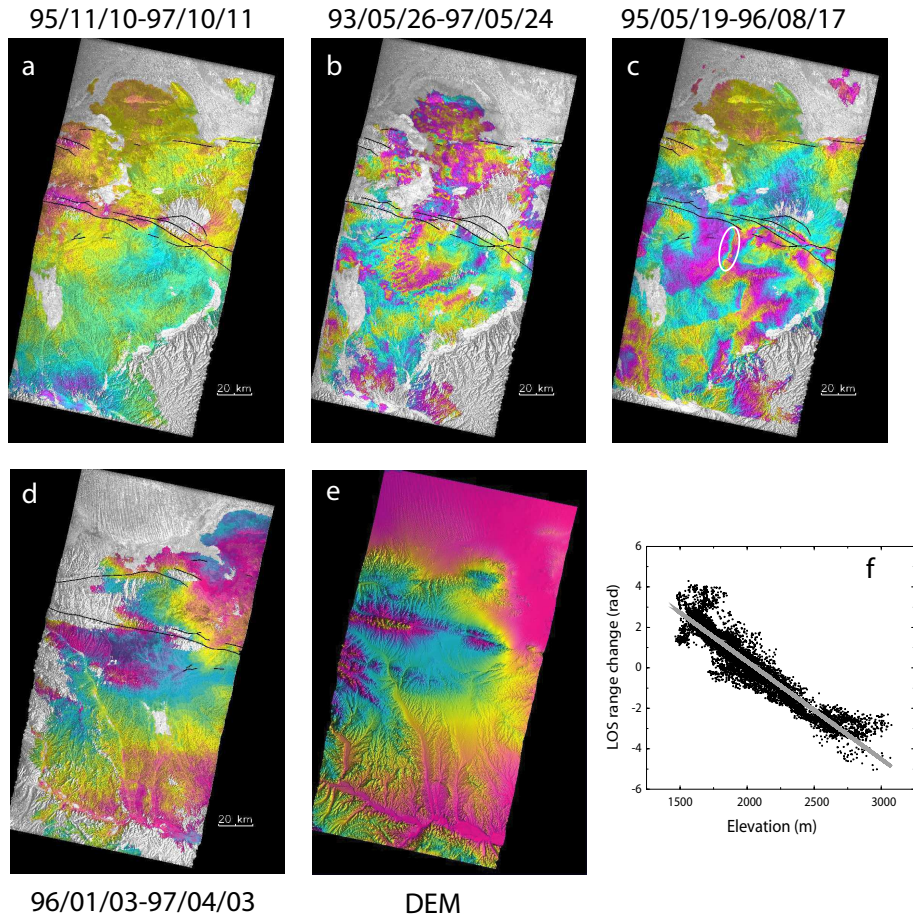 95/11/10-97/10/11
93/05/26-97/05/24
95/05/19-96/08/17
a
b
c
20 km
20 km
20 km
d
e
f
20 km
LOS range change (rad)
6
4
2
0
-2
-4
-6
1500
2000
2500
3000
Elevation (m)
96/01/03-97/04/03
DEM